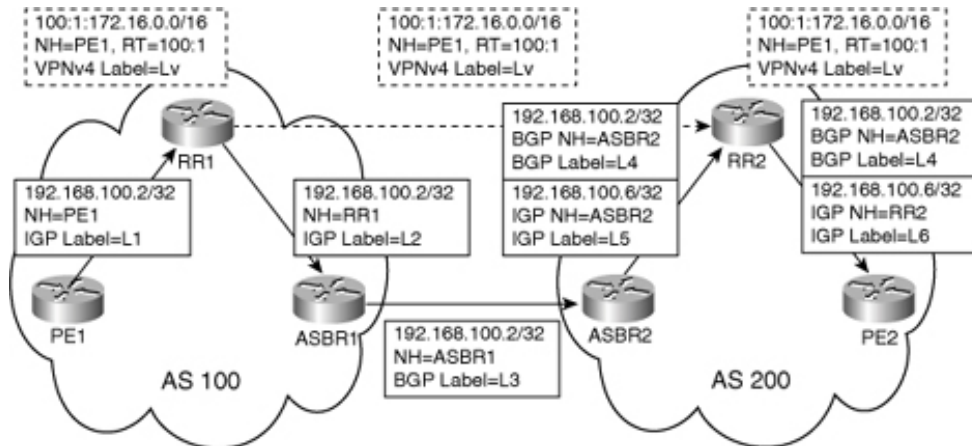 100:1:172.16.0.0/16
NH=PE1, RT=100:1
VPNv4 Label=Lv
100:1:172.16.0.0/16
NH=PE1, RT=100:1
VPNv4 Label=Lv
100:1:172.16.0.0/16
NH=PE1, RT=100:1
VPNv4 Label=Lv
RR1
RR2
192.168.100.2/32
BGP NH=ASBR2
BGP Label=L4
192.168.100.2/32
BGP NH=ASBR2
BGP Label=L4
192.168.100.2/32
NH=PE1
IGP Label=L1
192.168.100.2/32
NH=RR1
IGP Label=L2
192.168.100.6/32
IGP NH=ASBR2
IGP Label=L5
192.168.100.6/32
IGP NH=RR2
IGP Label=L6
PE1
ASBR1
ASBR2
PE2
192.168.100.2/32
NH=ASBR1
BGP Label=L3
AS 100
AS 200